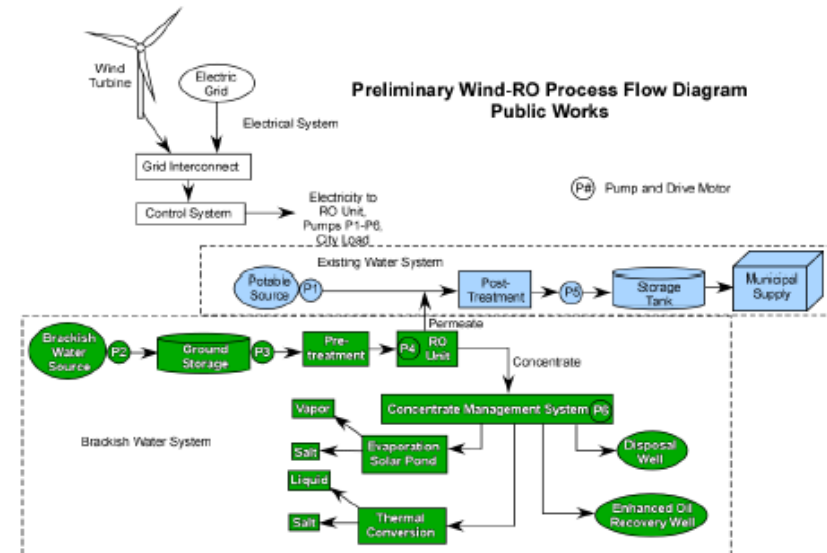 Wind
Turbine
Electric
Grid
Preliminary Wind-RO Process Flow Diagram
Public Works
Electrical System
Grid Interconnect
P# Pump and Drive Motor
Control System
Electricity to
RO Unit,
Pumps P1-P6,
City Load
Existing Water System
Potable
Source
P1
Post-
Treatment
P5
Storage
Tank
Municipal
Supply
Permeate
Brackish
Water
Source
P2
Ground
Storage
P3
Pre-
treatment
P4
RO
Unit
Concentrate
Concentrate Management System P6
Vapor
Brackish Water System
Salt
Evaporation
Solar Pond
Disposal
Well
Liquid
Salt
Thermal
Conversion
Enhanced Oil
Recovery Well